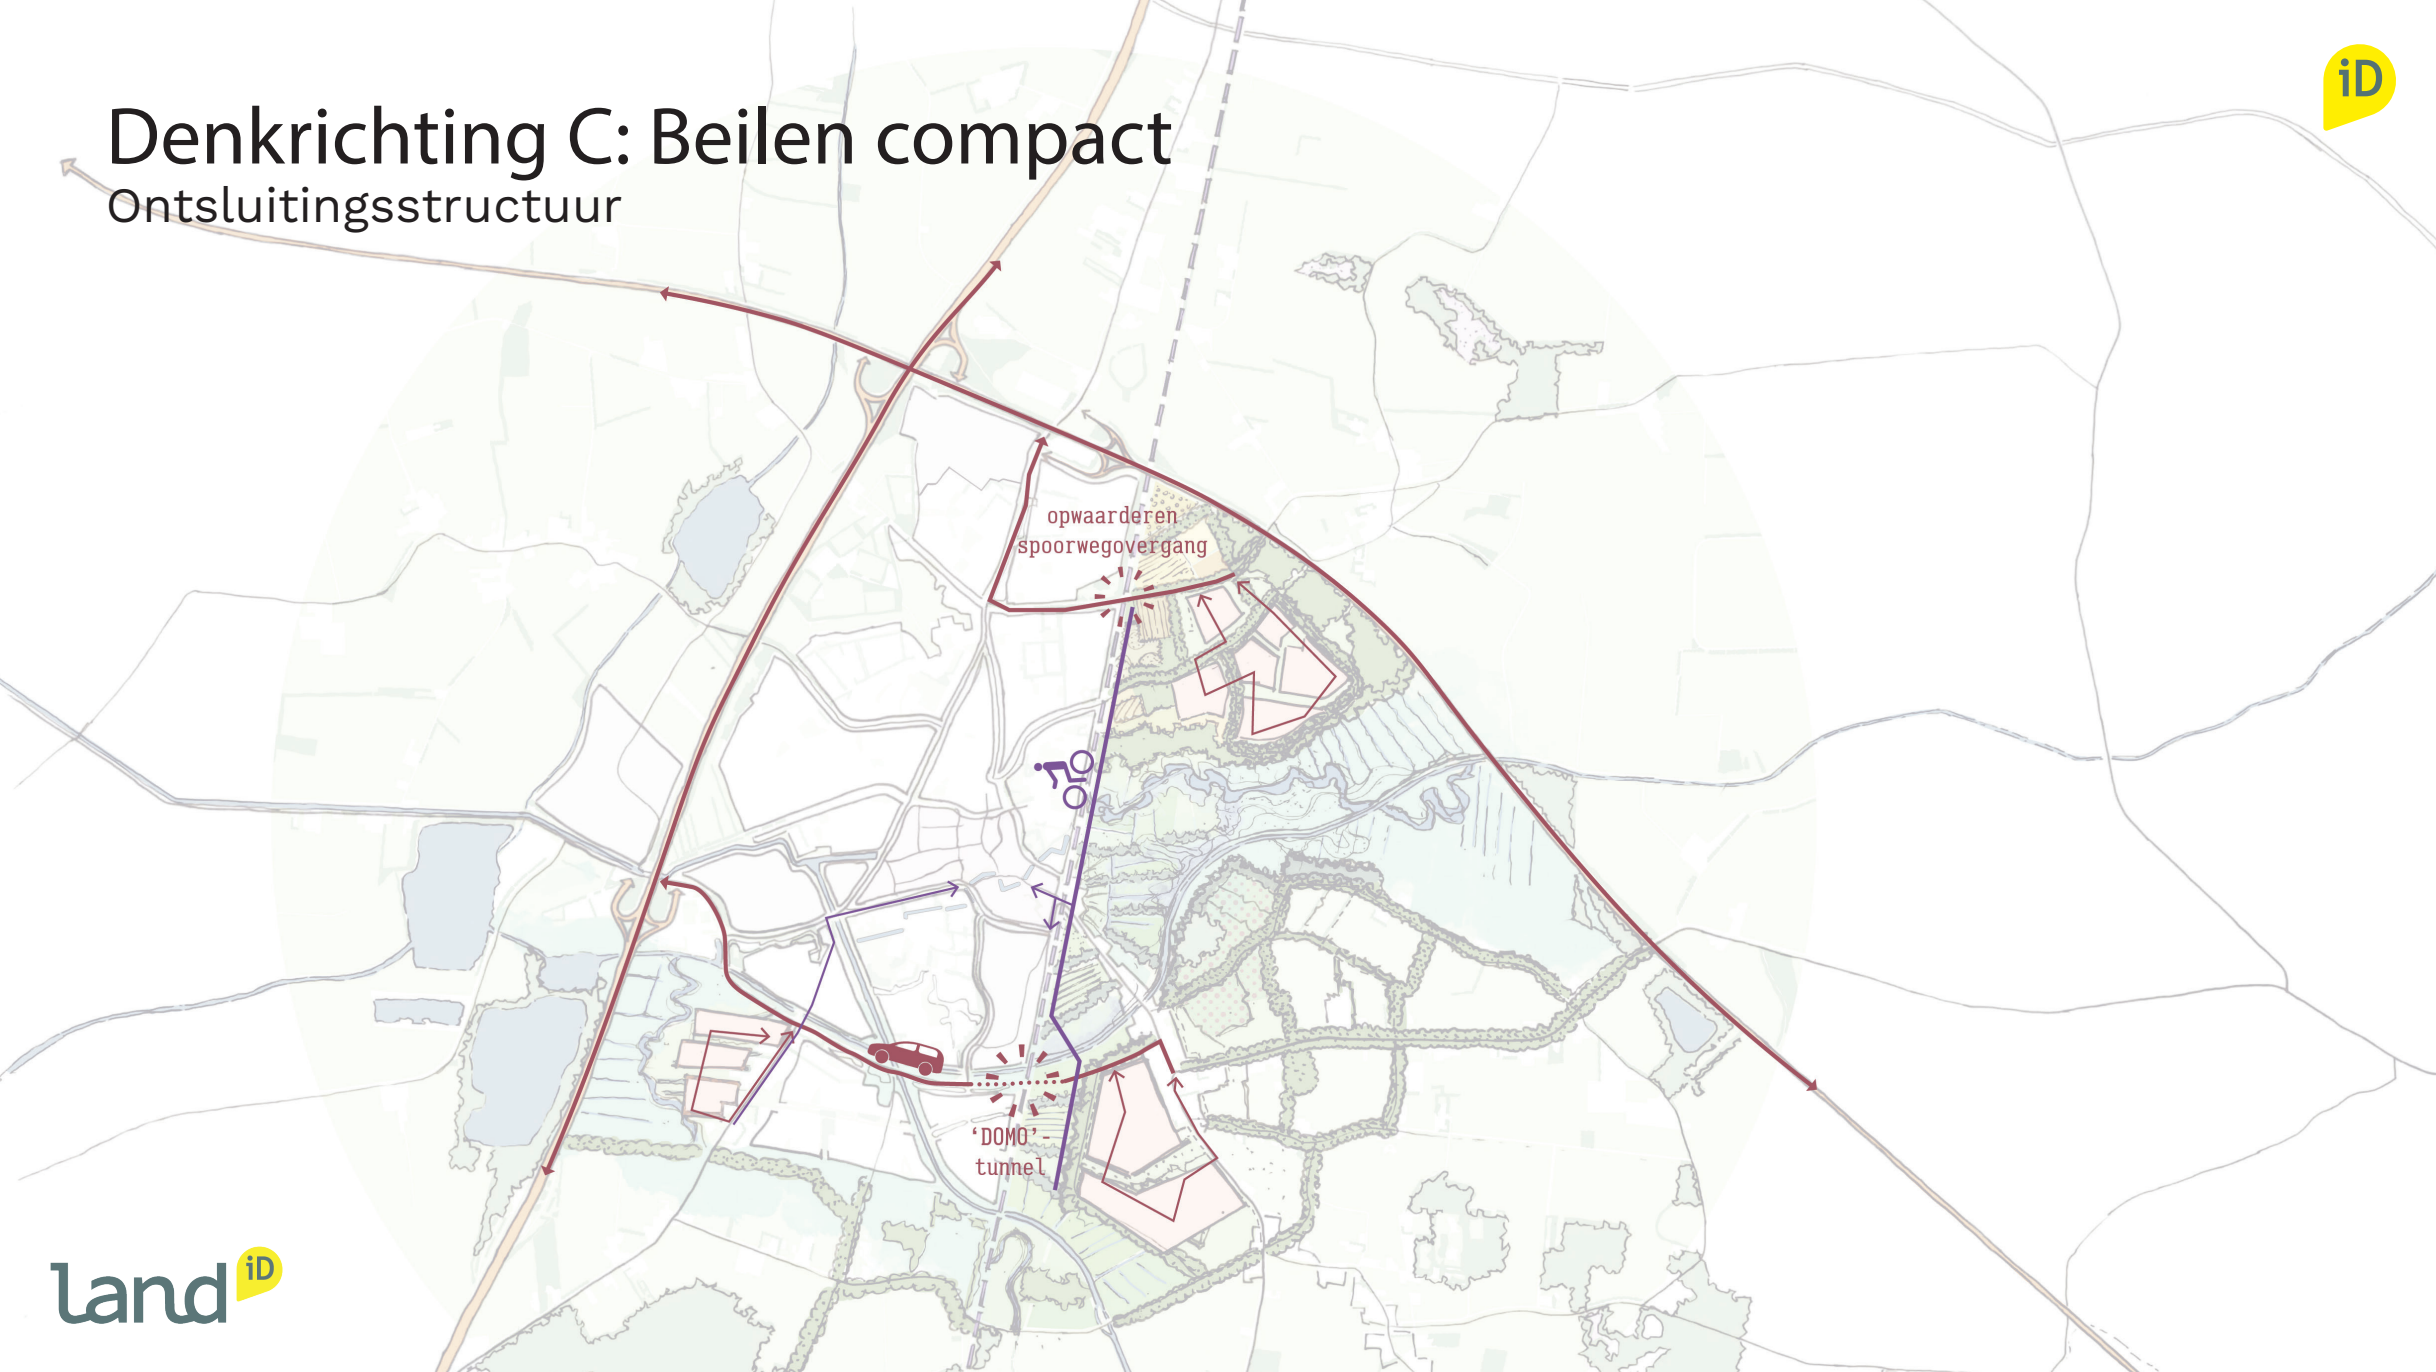 iD
Denkrichting C: Beilen compact
Ontsluitingsstructuur
opwaarderen
spoorwegovergang
‘DOMO’-
tunnel
land iD